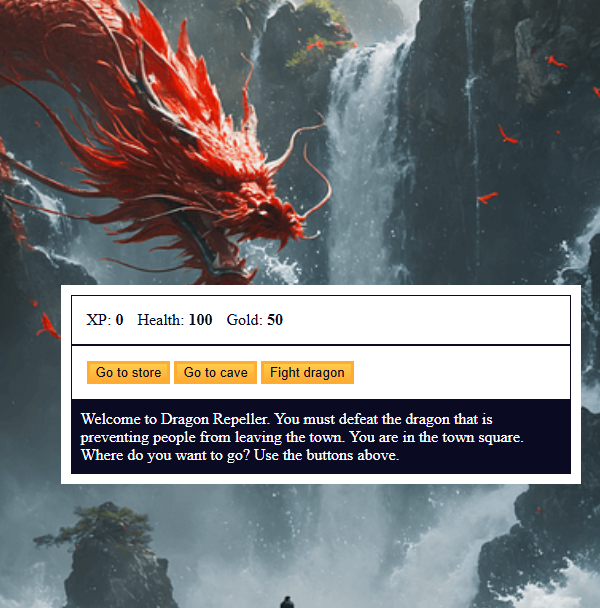 XP: 0 Health: 100 Gold: 50
Go to store Go to cave Fight dragon
Welcome to Dragon Repeller. You must defeat the dragon that is
preventing people from leaving the town. You are in the town square.
Where do you want to go? Use the buttons above.